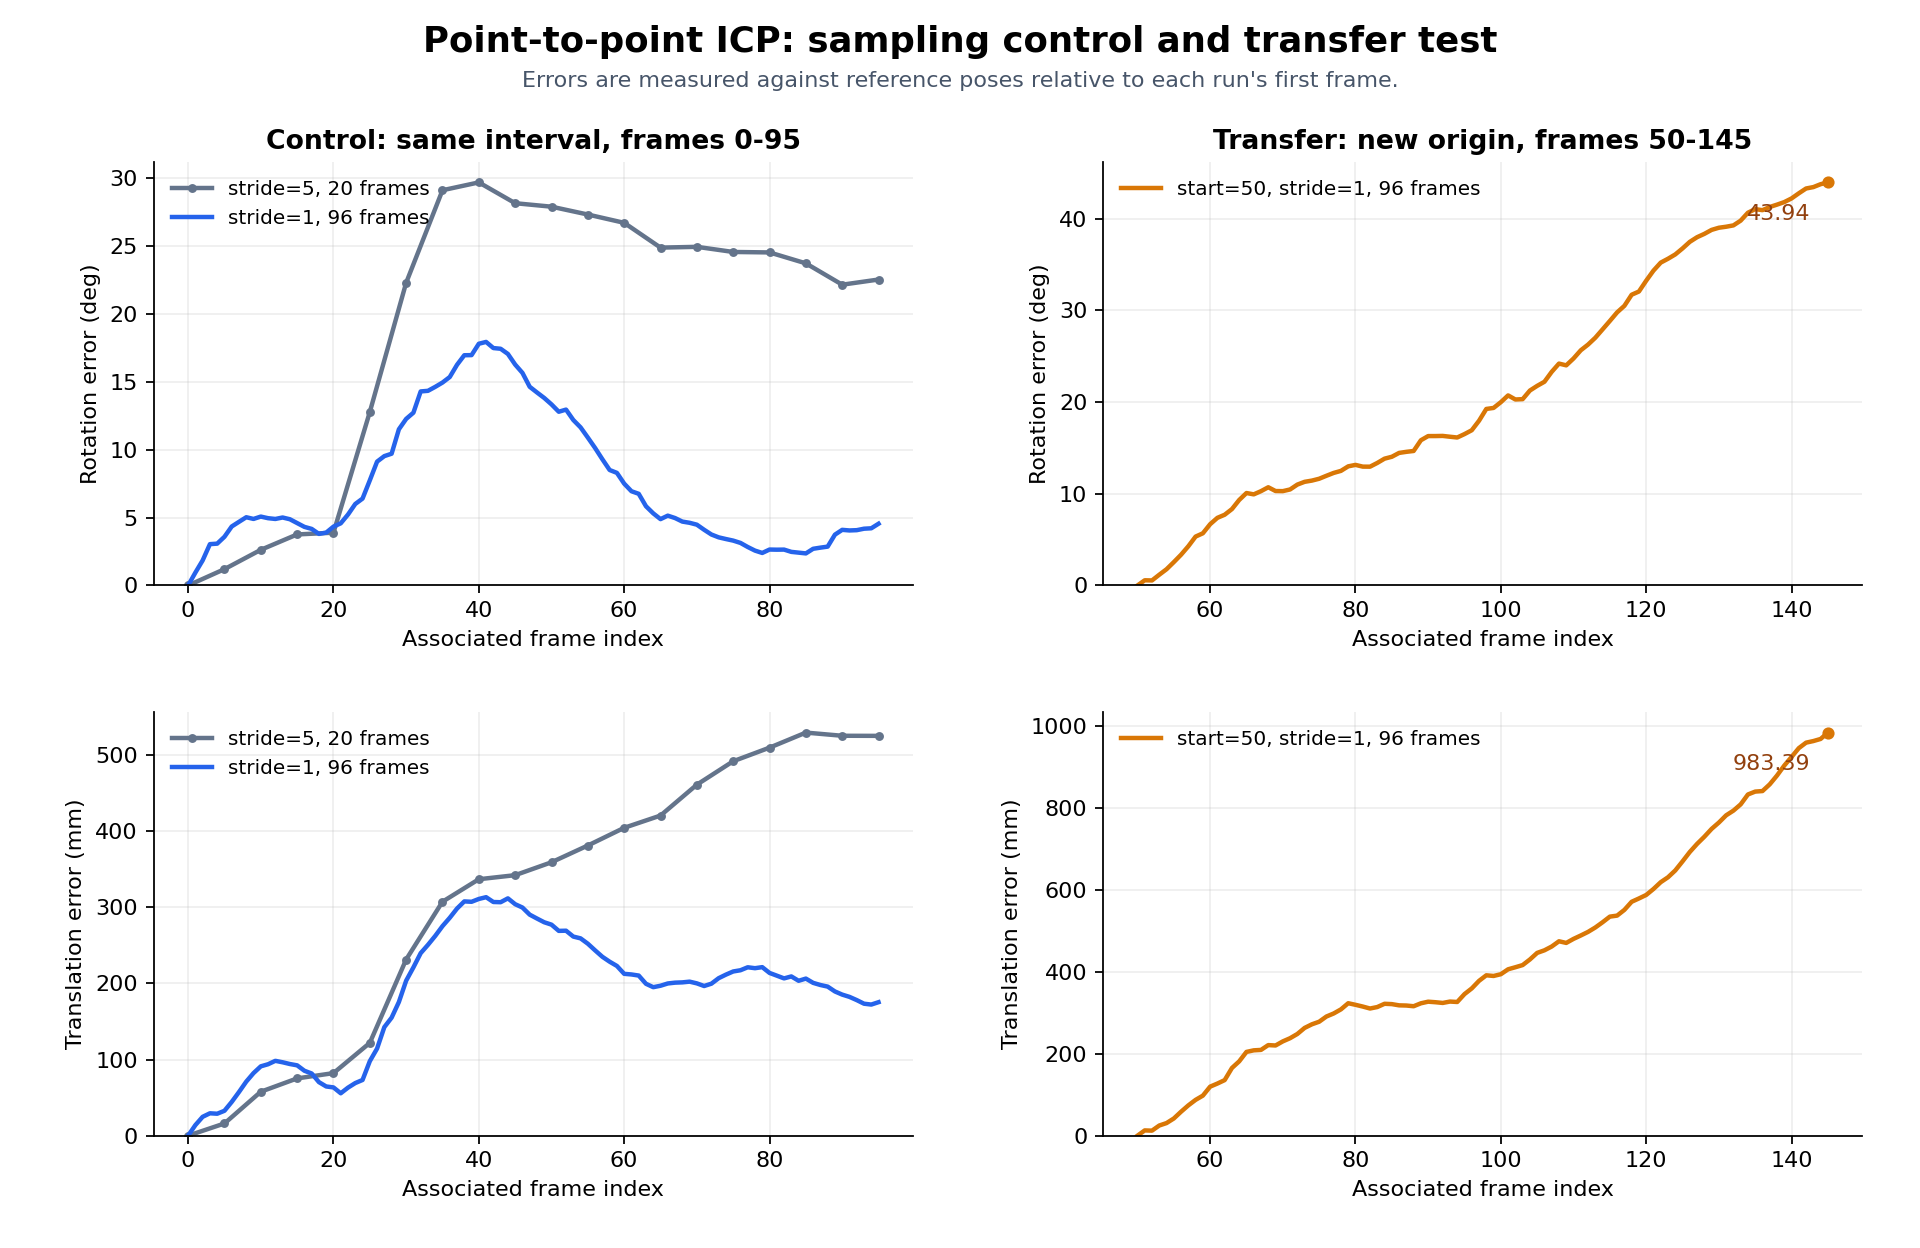 Point-to-point ICP: sampling control and transfer test
Errors are measured against reference poses relative to each run's first frame.
Control: same interval, frames 0-95
Rotation error (deg)
30
25
20
15
10
5
0
stride=5, 20 frames
stride=1, 96 frames
0 20 40 60 80
Associated frame index
Transfer: new origin, frames 50-145
Rotation error (deg)
40
30
20
10
0
start=50, stride=1, 96 frames
43.94
60 80 100 120 140
Associated frame index
Translation error (mm)
500
400
300
200
100
0
stride=5, 20 frames
stride=1, 96 frames
0 20 40 60 80
Associated frame index
Translation error (mm)
1000
800
600
400
200
0
start=50, stride=1, 96 frames
983.39
60 80 100 120 140
Associated frame index